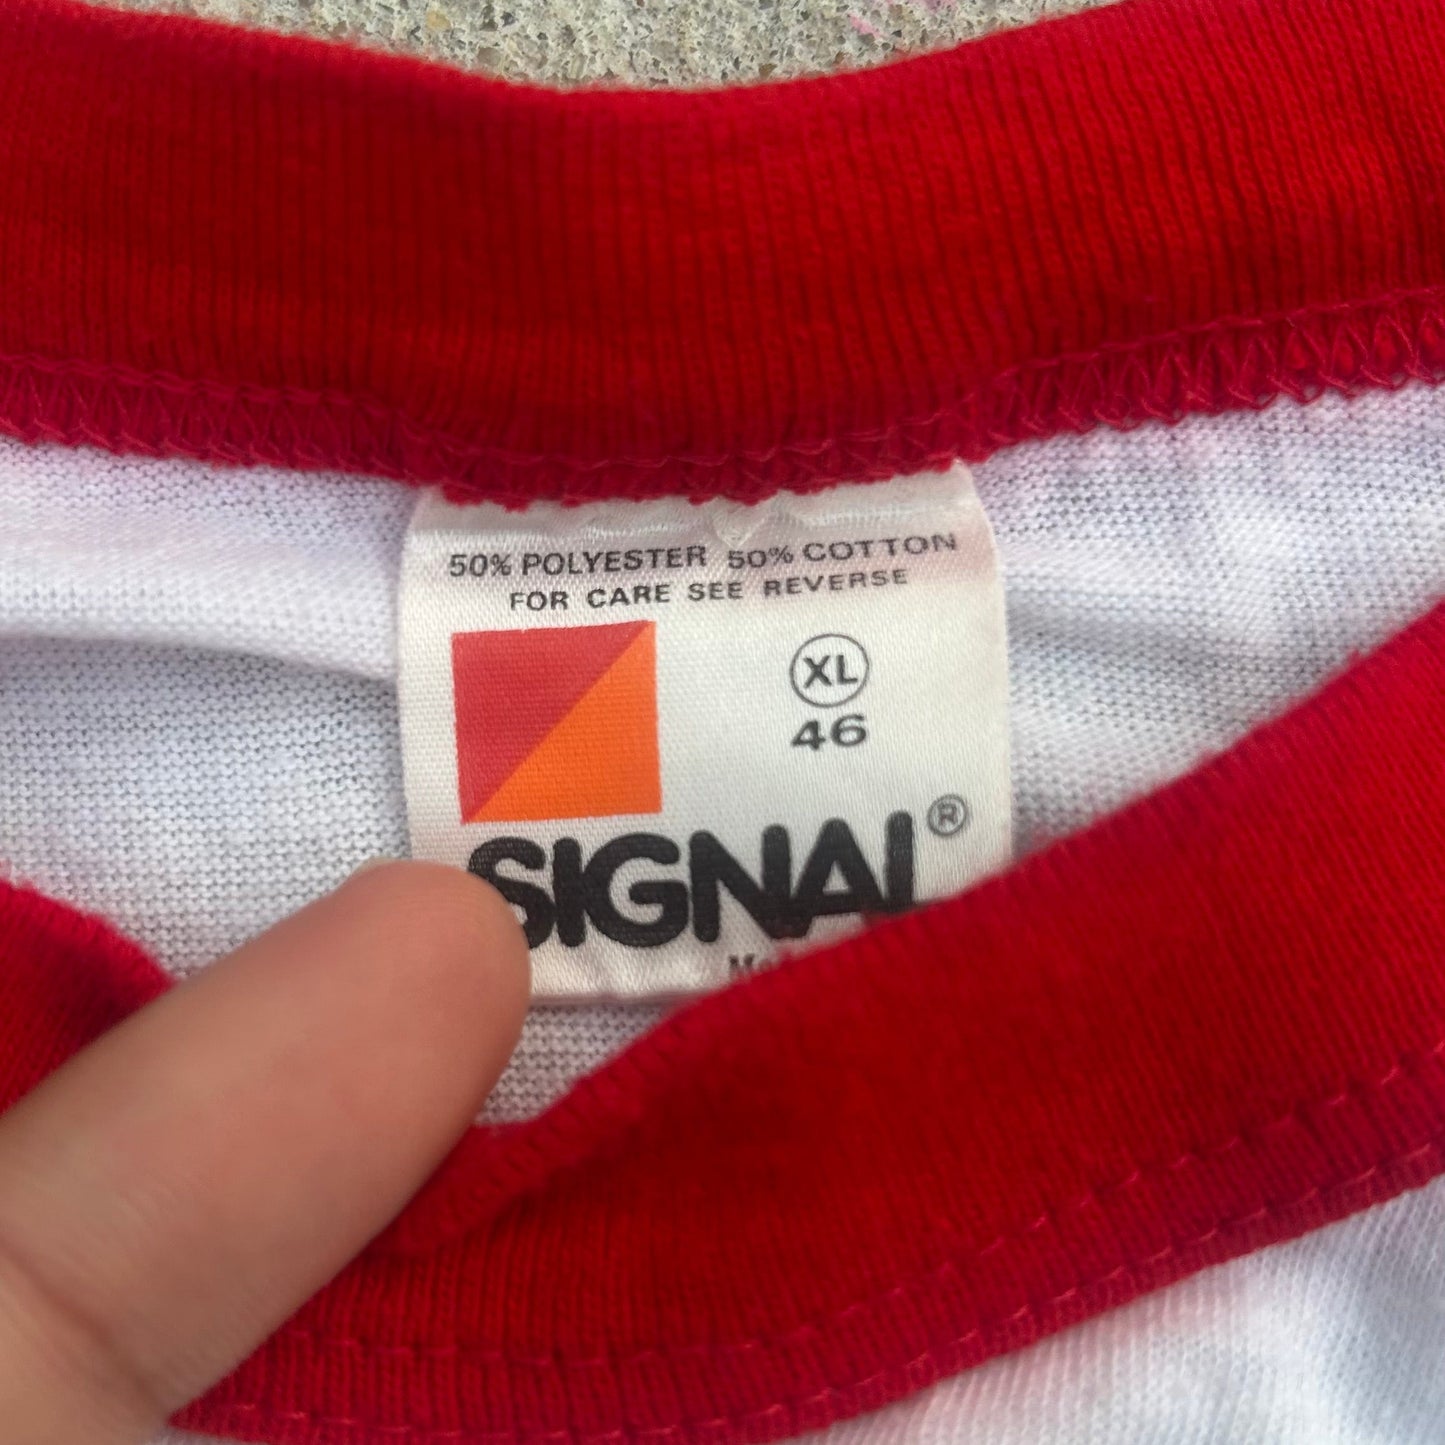 50% POLYESTER 50% COTTON
FOR CARE SEE REVERSE
XL
46
SIGNAL®